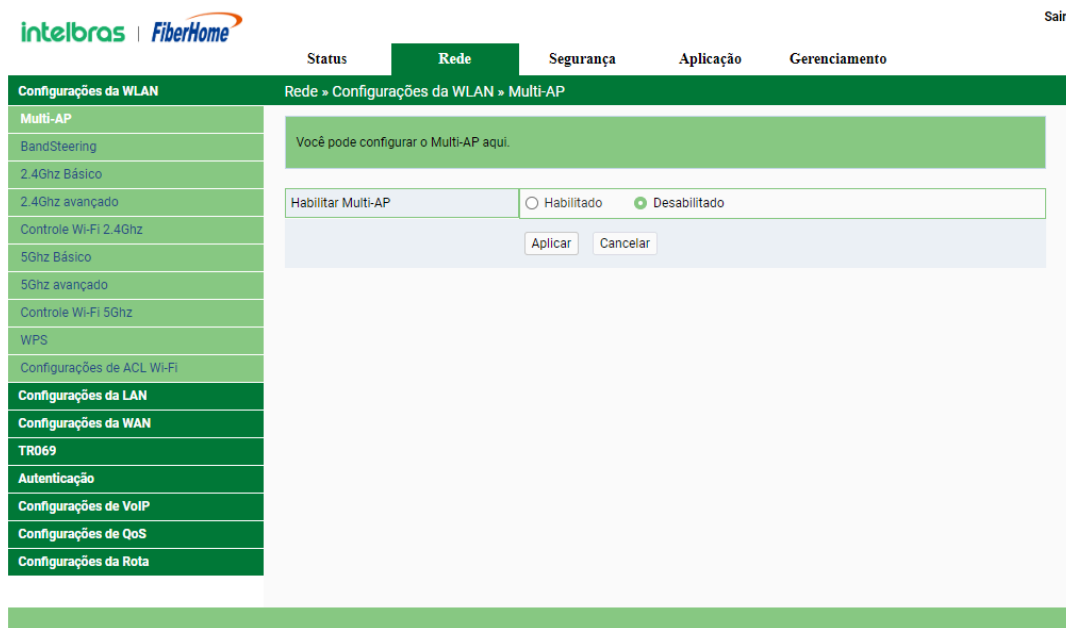 intelbras | FiberHome
Sair
Status Rede Segurança Aplicação Gerenciamento
Configurações da WLAN
Rede » Configurações da WLAN » Multi-AP
Multi-AP
BandSteering
2.4Ghz Básico
2.4Ghz avançado
Controle Wi-Fi 2.4Ghz
5Ghz Básico
5Ghz avançado
Controle Wi-Fi 5Ghz
WPS
Configurações de ACL Wi-Fi
Configurações da LAN
Configurações da WAN
TR069
Autenticação
Configurações de VoIP
Configurações de QoS
Configurações da Rota
Você pode configurar o Multi-AP aqui.
Habilitar Multi-AP Habilitado Desabilitado
Aplicar Cancelar